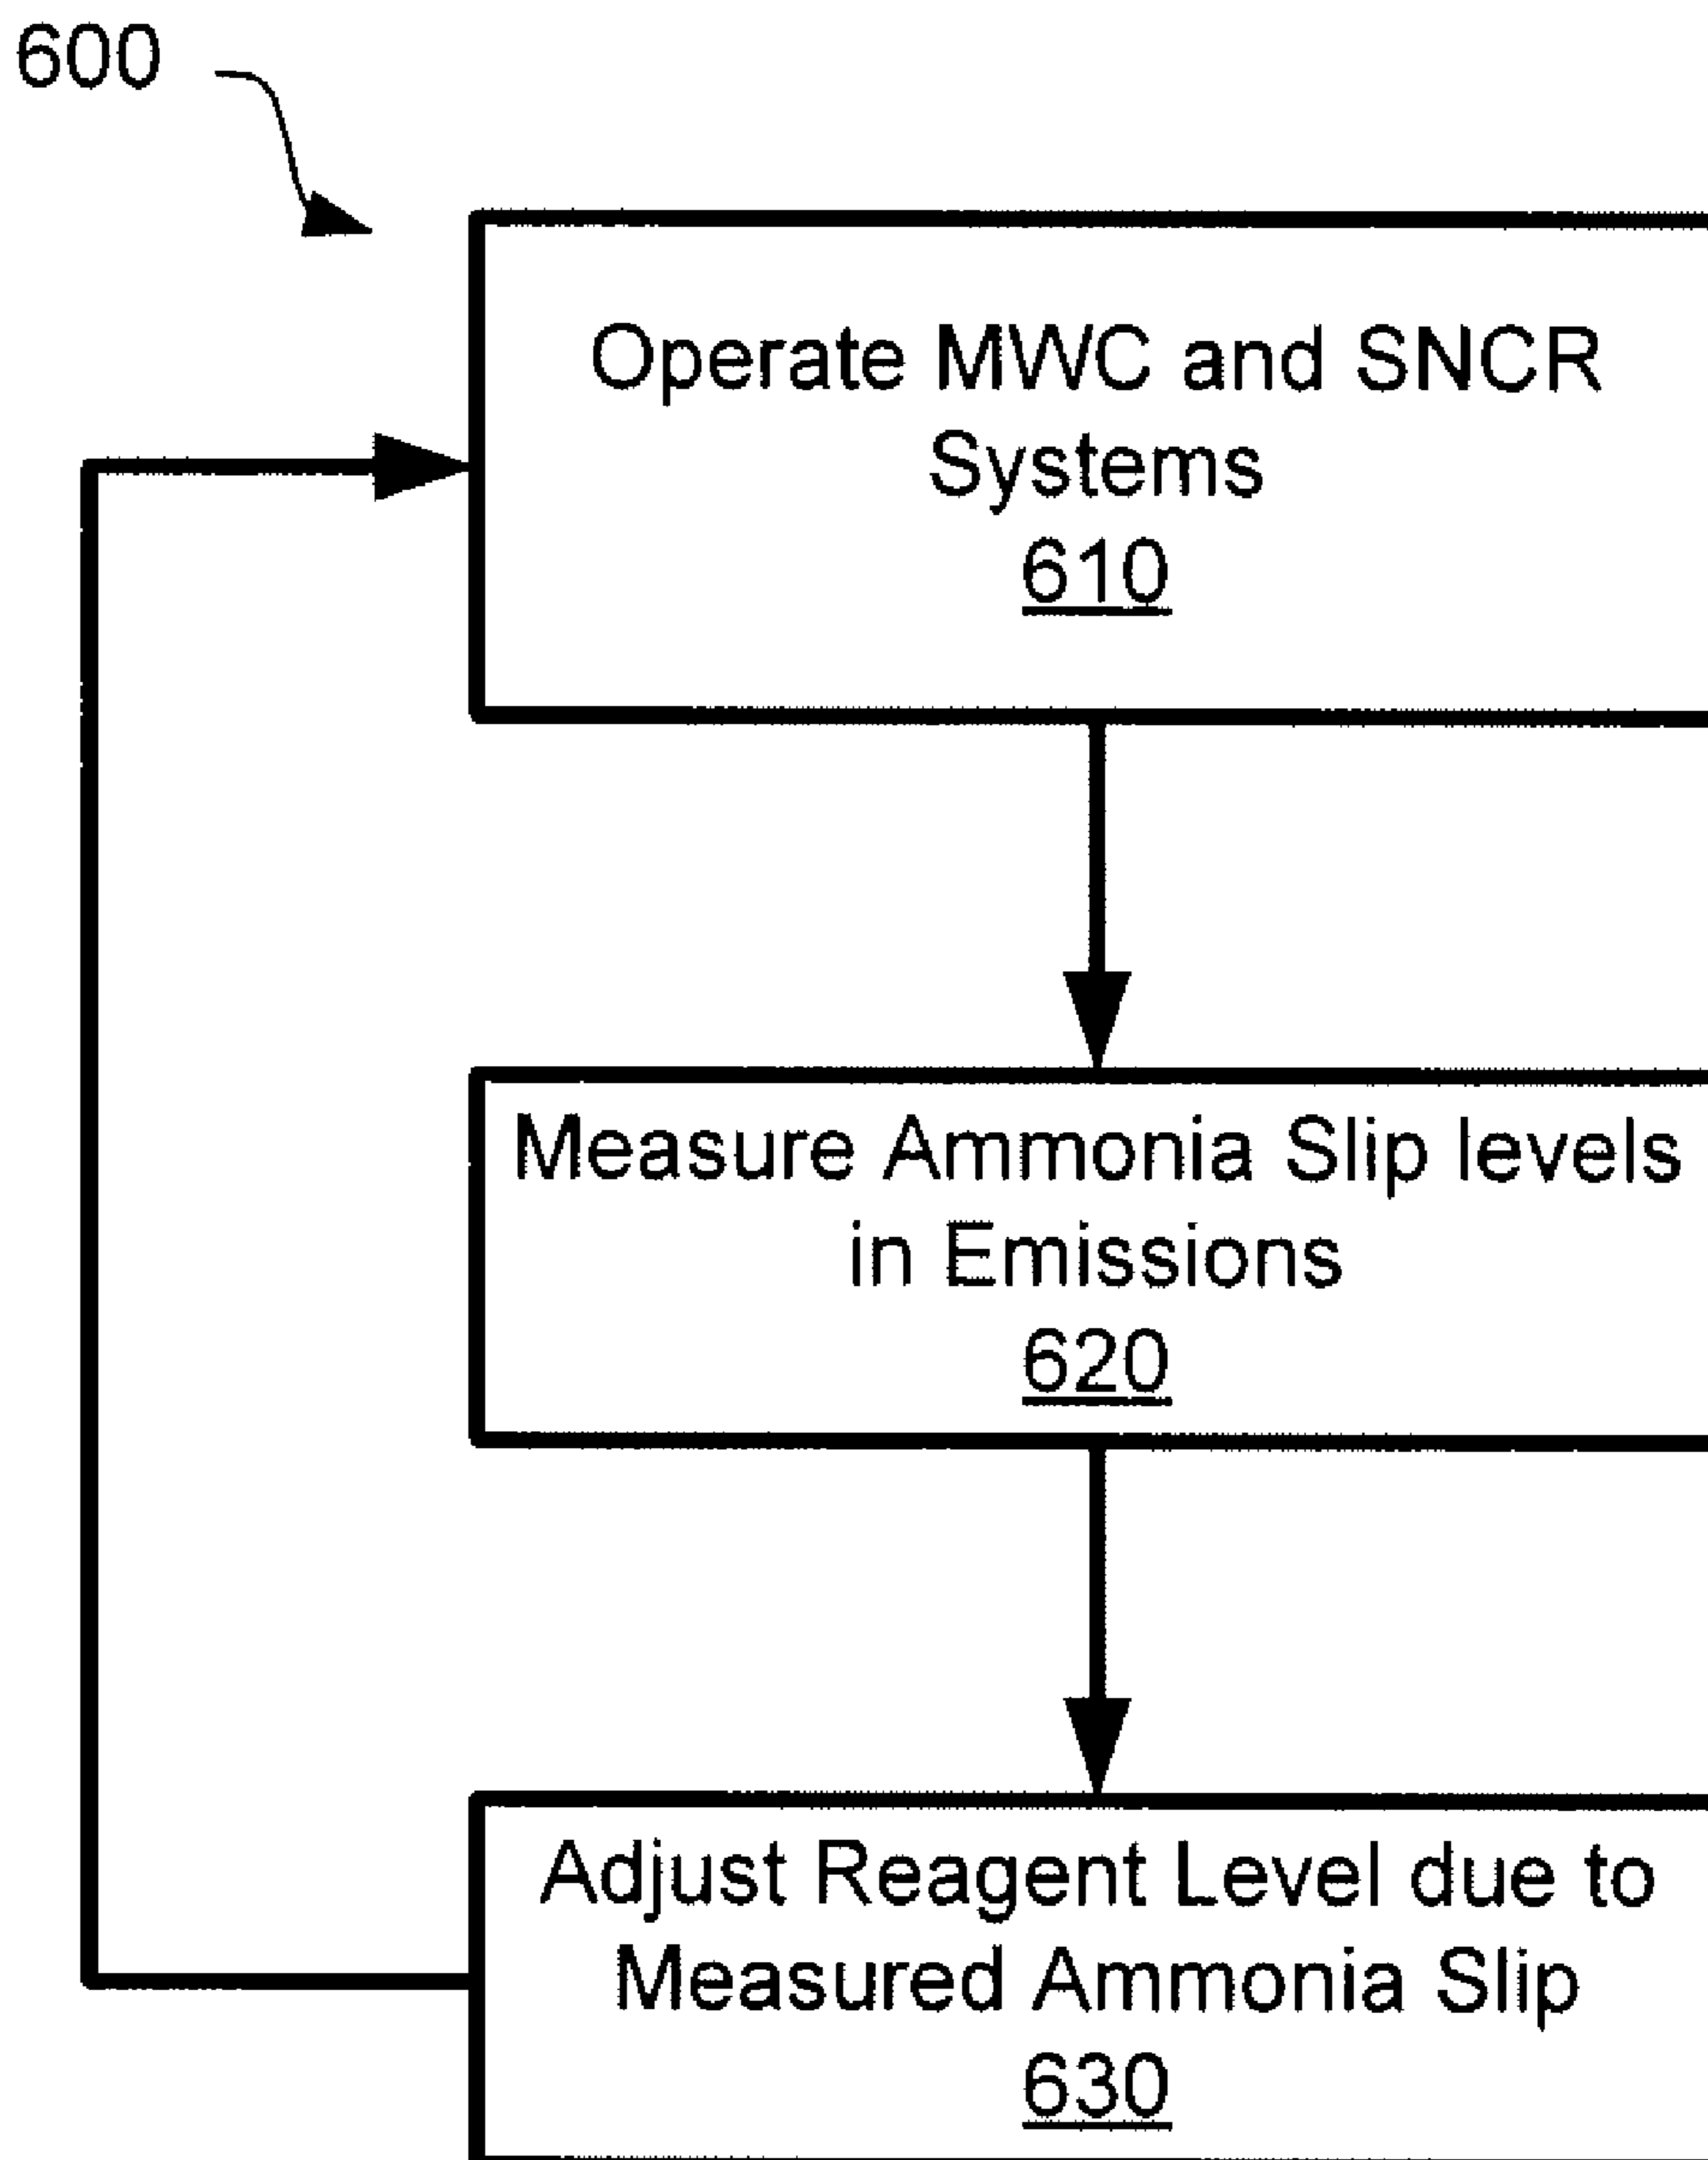 600
Operate MWC and SNCR
Systems
610
Measure Ammonia Slip levels
in Emissions
620
Adjust Reagent Level due to
Measured Ammonia Slip
630